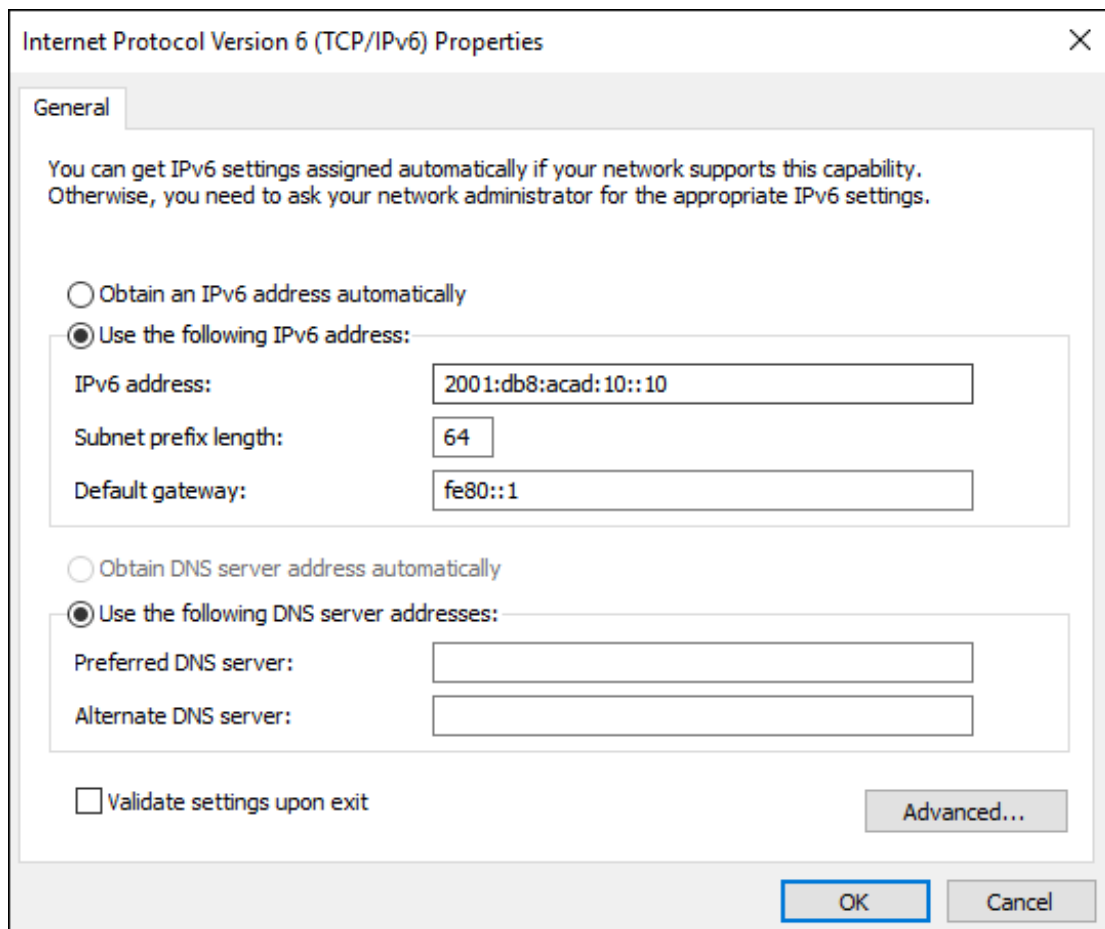 Internet Protocol Version 6 (TCP/IPv6) Properties
General
You can get IPv6 settings assigned automatically if your network supports this capability.
Otherwise, you need to ask your network administrator for the appropriate IPv6 settings.
Obtain an IPv6 address automatically
Use the following IPv6 address:
IPv6 address: 2001:db8:acad:10::10
Subnet prefix length: 64
Default gateway: fe80::1
Obtain DNS server address automatically
Use the following DNS server addresses:
Preferred DNS server:
Alternate DNS server:
Validate settings upon exit
Advanced...
OK Cancel